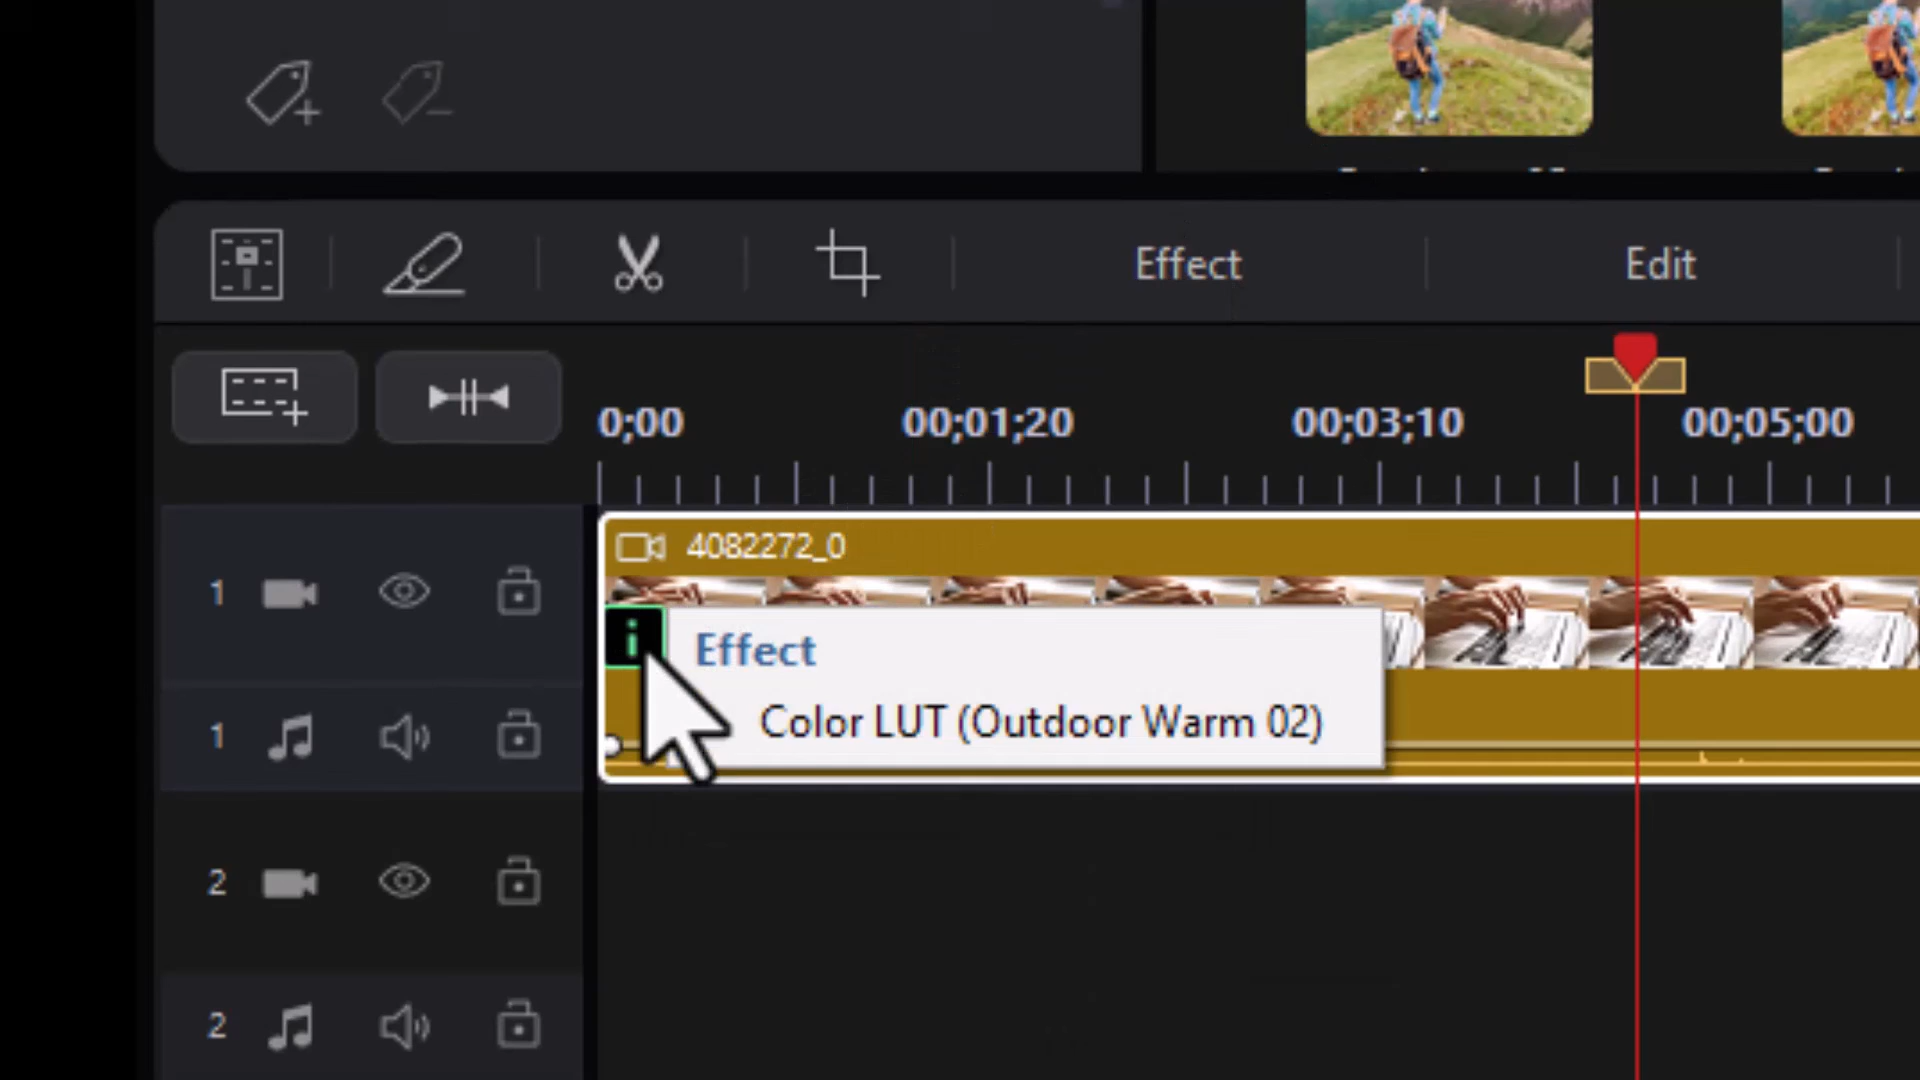 Effect
Edit
0;00
00;01;20
00;03;10
00;05;00
1
4082272_0
i
Effect
Color LUT (Outdoor Warm 02)
1
2
2